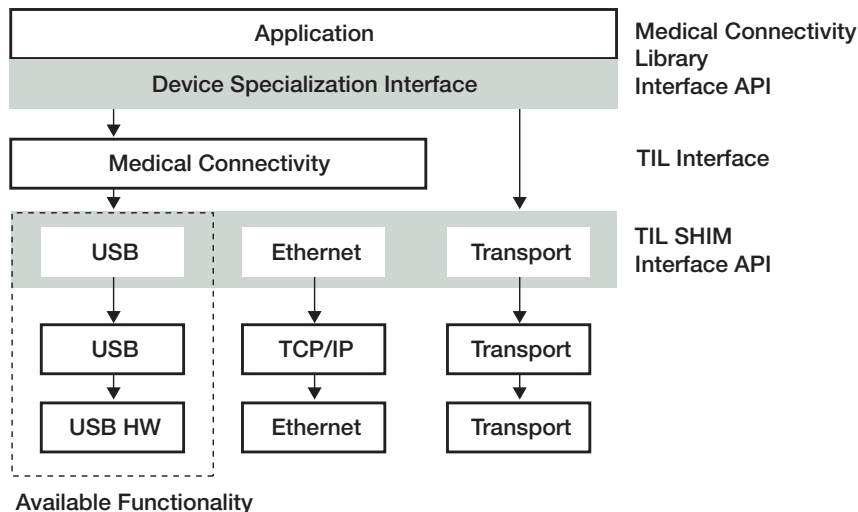 Application
Medical Connectivity
Library
Interface API
Device Specialization Interface
Medical Connectivity
TIL Interface
USB
Ethernet
Transport
TIL SHIM
Interface API
USB
TCP/IP
Transport
USB HW
Ethernet
Transport
Available Functionality